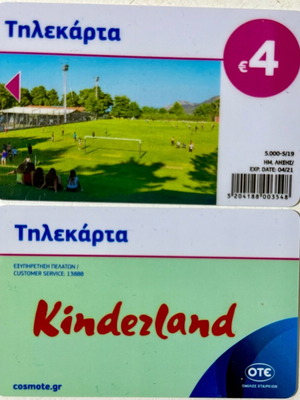 Τηλεκάρτα
€4
5.000-5/19
ΗΜ. ΛΗΞΗΣ/
EXP. DATE: 04/21
5204188003548
Τηλεκάρτα
ΕΞΥΠΗΡΕΤΗΣΗ ΠΕΛΑΤΩΝ /
CUSTOMER SERVICE: 13888
Kinderland
cosmote.gr
OTE
ΟΜΙΛΟΣ ΕΤΑΙΡΕΙΩΝ